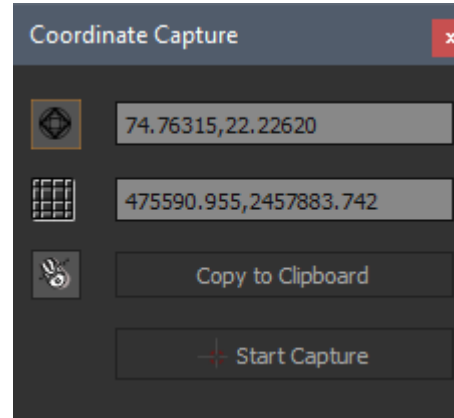 Coordinate Capture
74.76315,22.22620
475590.955,2457883.742
Copy to Clipboard
Start Capture